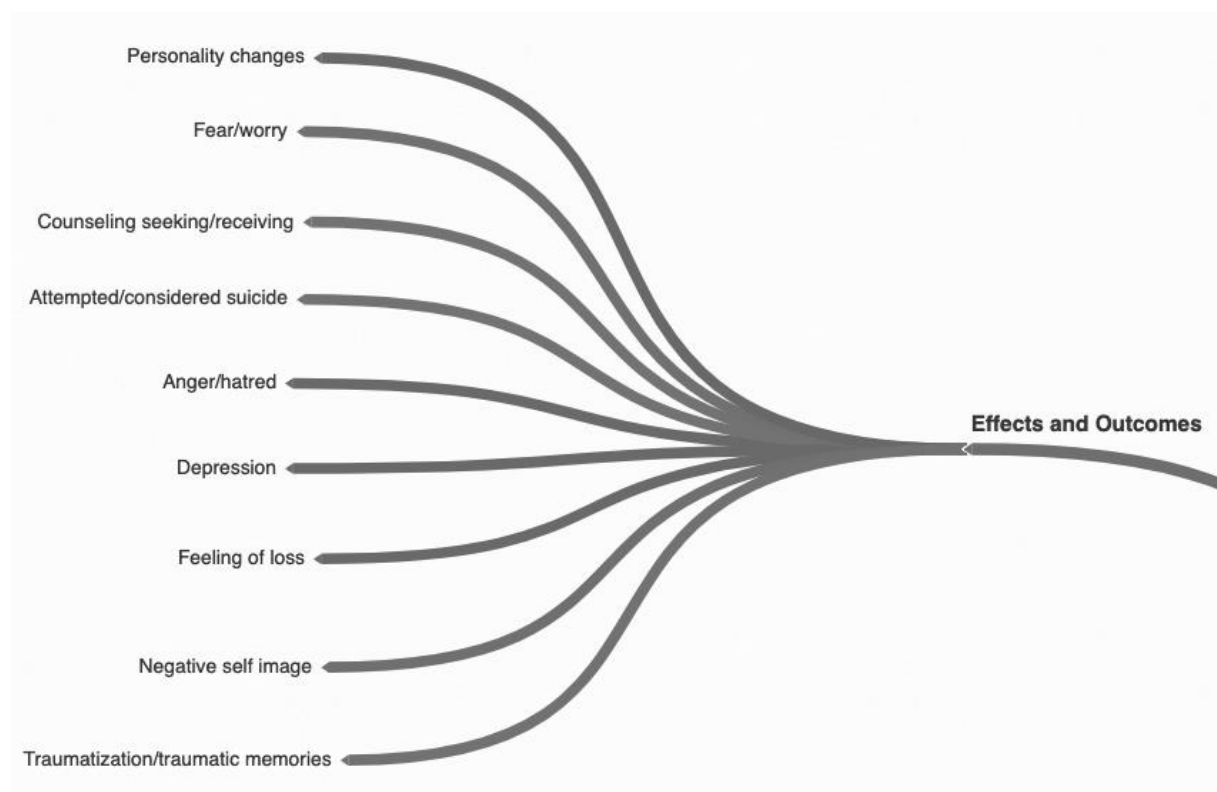 Personality changes
Fear/worry
Counseling seeking/receiving
Attempted/considered suicide
Anger/hatred
Effects and Outcomes
Depression
Feeling of loss
Negative self image
Traumatization/traumatic memories